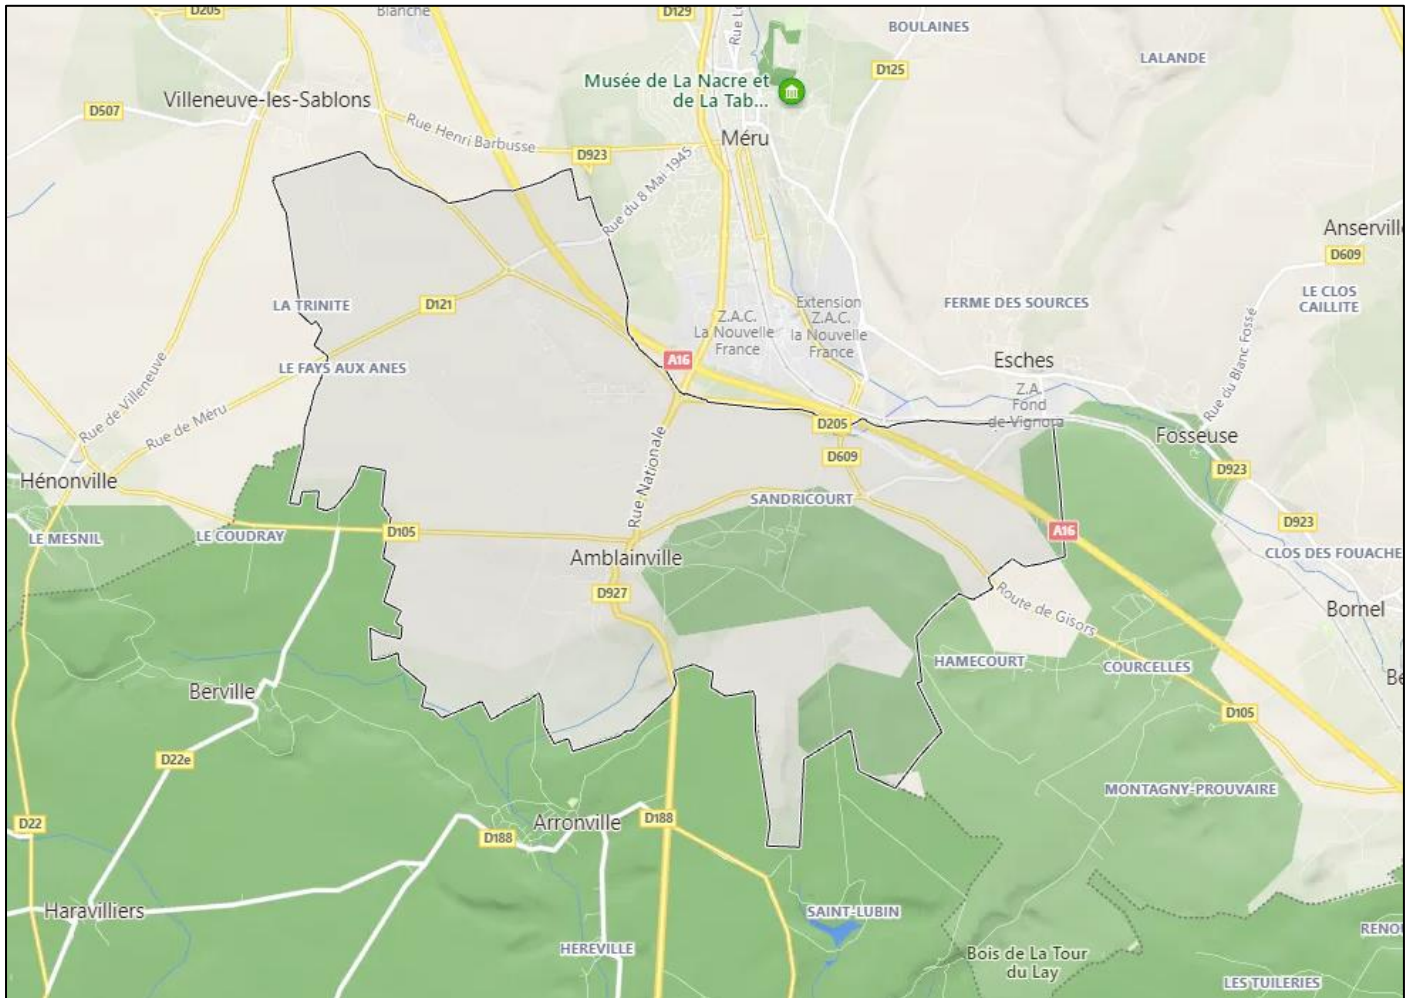 D205
Blanche
D129
BOULAINES
LALANDE
D125
Musée de La Nacre et
de La Tab...
Villeneuve-les-Sablons
D507
Rue Henri Barbusse
D923
Méru
Rue du 8 Mai 1945
Anserville
D609
LE CLOS
CAILLITE
LA TRINITE
D121
Z.A.C.
La Nouvelle
France
Extension
Z.A.C.
la Nouvelle
France
FERME DES SOURCES
Rue du Blanc Fossé
A16
LE FAYS AUX ANES
Esches
Z.A.
Fond
de Vignoru
Rue de Villeneuve
Rue de Méru
D205
D609
Fosseuse
D923
Hénonville
Rue Nationale
SANDRICOURT
LE MESNIL
LE COUDRAY
D105
A16
D923
CLOS DES FOUACHE
Amblainville
D927
Route de Gisors
Bornel
HAMECOURT
COURCELLES
Berville
D105
D22e
MONTAGNY-PROUVAIRE
D22
D188
Arronville
D188
Haravilliers
SAINT-LUBIN
HEREVILLE
Bois de La Tour
du Lay
RENO
LES TUILERIES